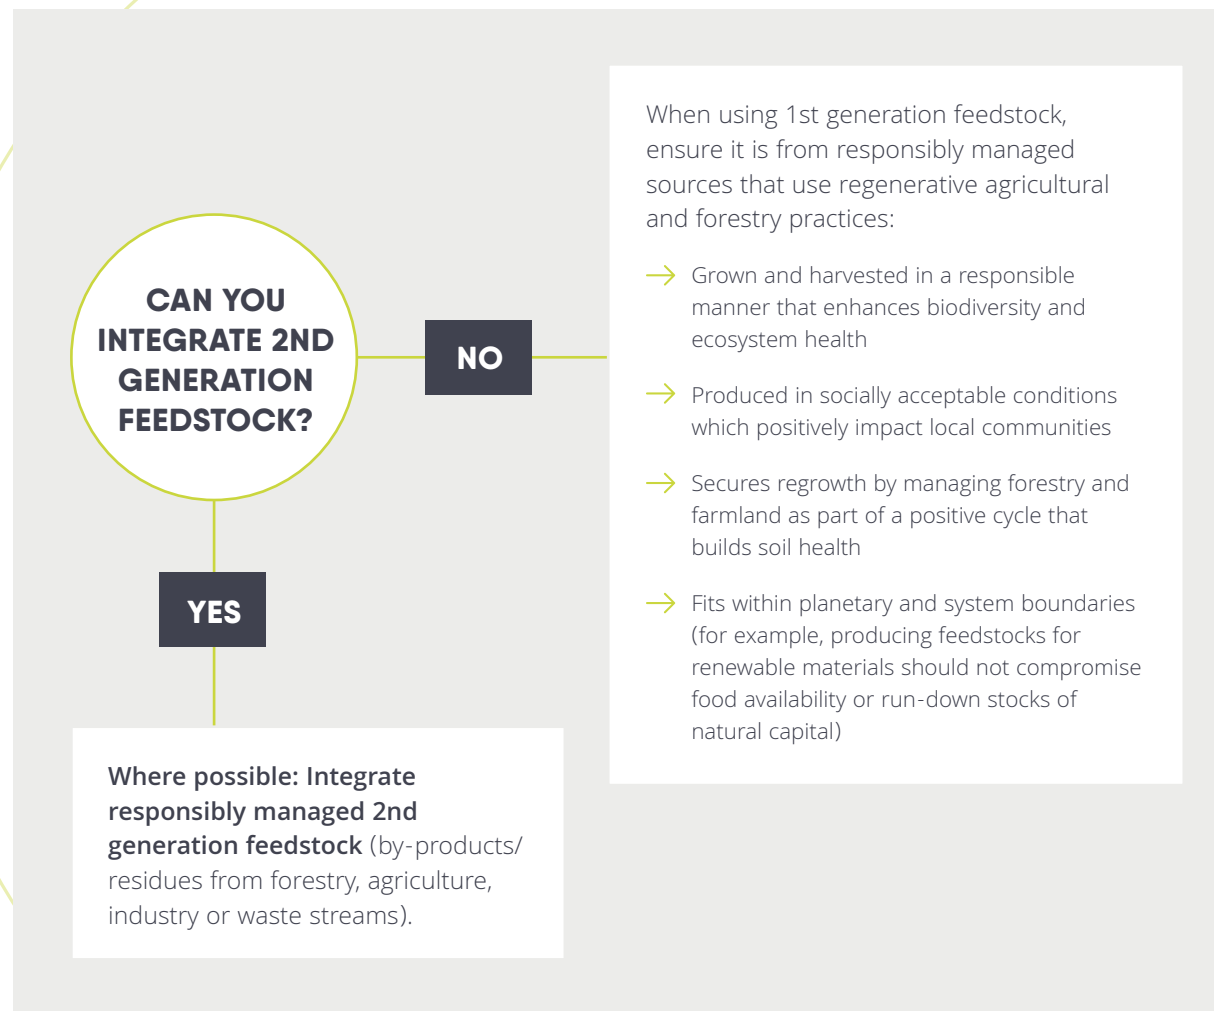 CAN YOU
INTEGRATE 2ND
GENERATION
FEEDSTOCK?
NO
When using 1st generation feedstock,
ensure it is from responsibly managed
sources that use regenerative agricultural
and forestry practices:
Grown and harvested in a responsible
manner that enhances biodiversity and
ecosystem health
Produced in socially acceptable conditions
which positively impact local communities
Secures regrowth by managing forestry and
farmland as part of a positive cycle that
builds soil health
Fits within planetary and system boundaries
(for example, producing feedstocks for
renewable materials should not compromise
food availability or run-down stocks of
natural capital)
YES
Where possible: Integrate
responsibly managed 2nd
generation feedstock (by-products/
residues from forestry, agriculture,
industry or waste streams).